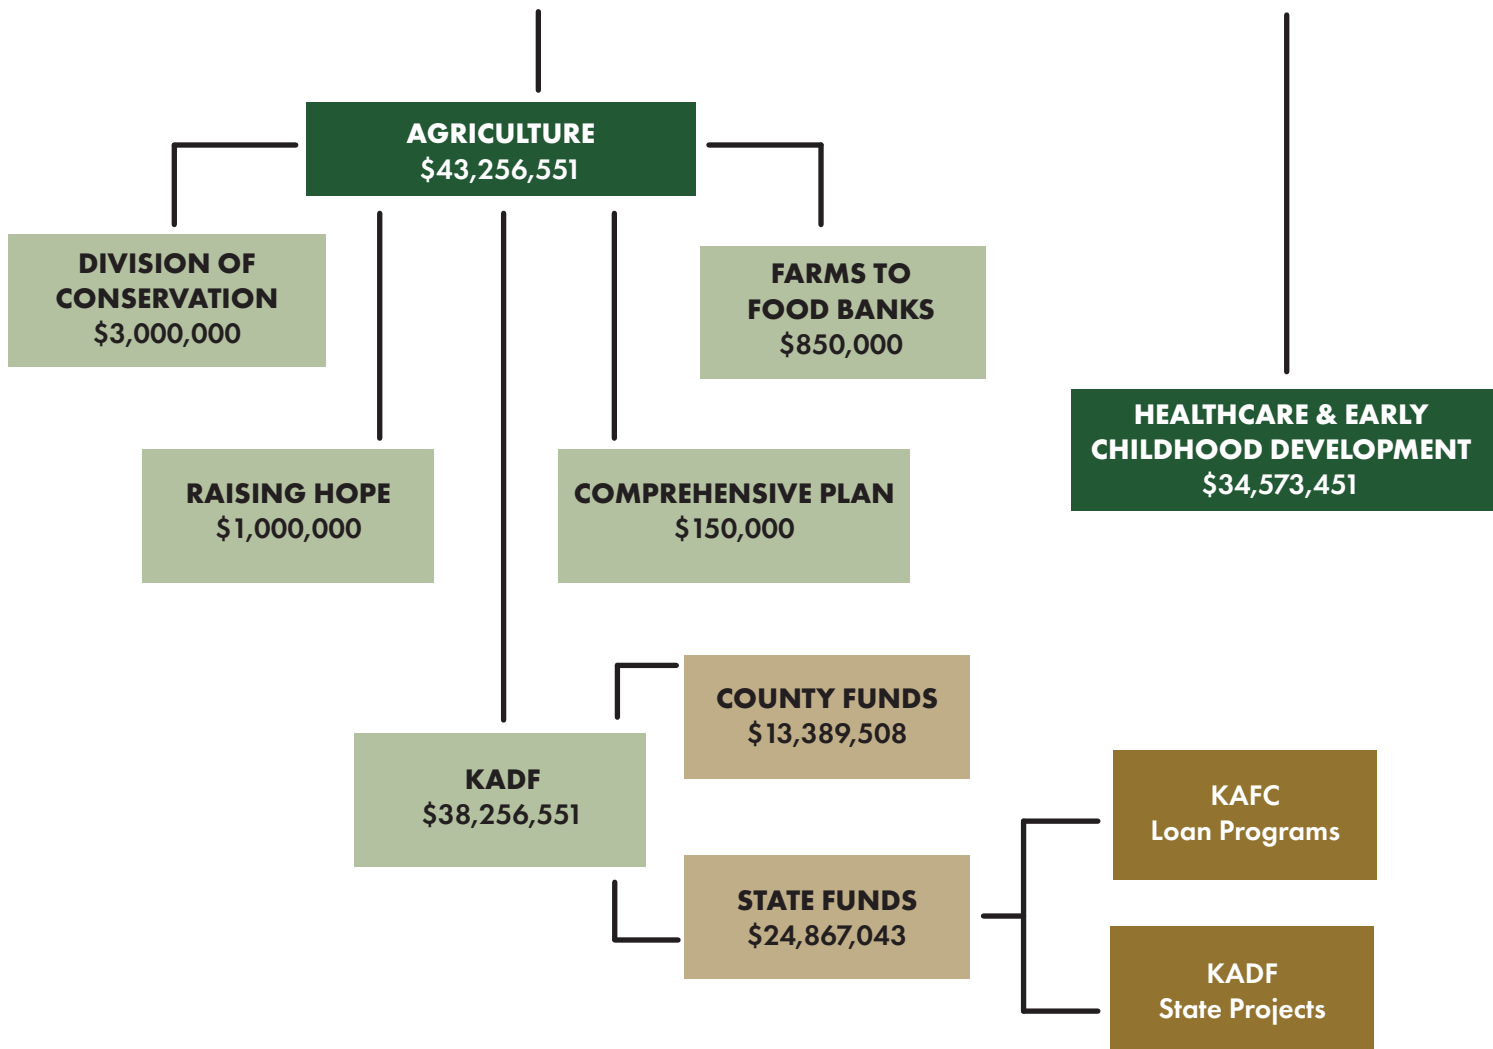 AGRICULTURE
$43,256,551
DIVISION OF
CONSERVATION
$3,000,000
FARMS TO
FOOD BANKS
$850,000
HEALTHCARE & EARLY
CHILDHOOD DEVELOPMENT
$34,573,451
RAISING HOPE
$1,000,000
COMPREHENSIVE PLAN
$150,000
COUNTY FUNDS
$13,389,508
KADF
$38,256,551
KAFC
Loan Programs
STATE FUNDS
$24,867,043
KADF
State Projects